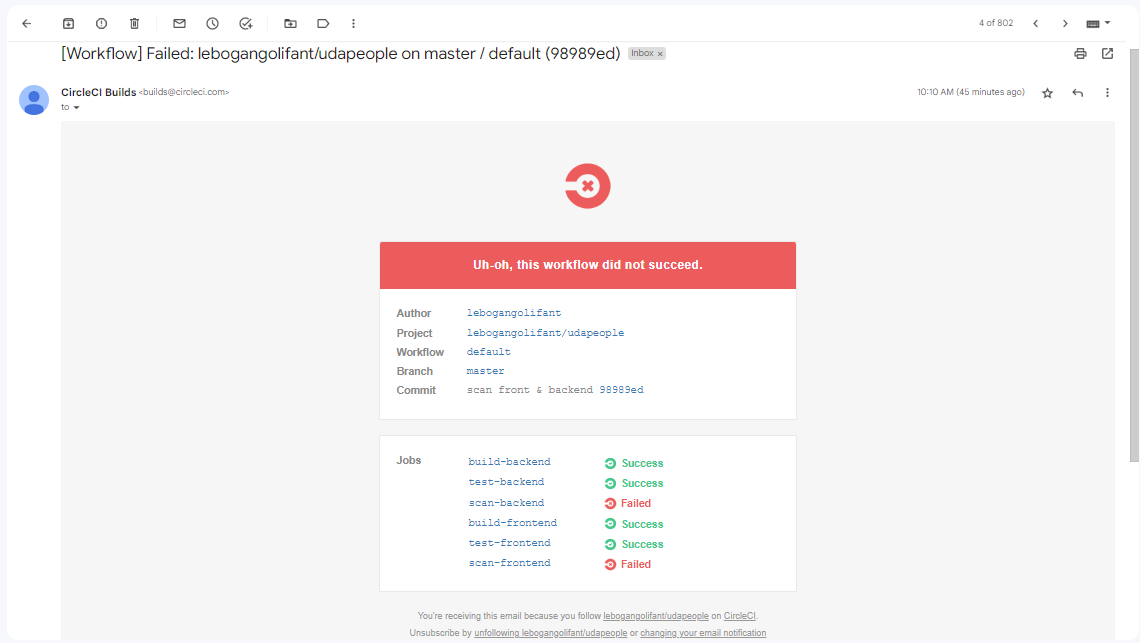 4 of 802
[Workflow] Failed: lebogangolifant/udapeople on master / default (98989ed) Inbox ×
CircleCI Builds <builds@circleci.com> 10:10 AM (45 minutes ago)
to
Uh-oh, this workflow did not succeed.
Author lebogangolifant
Project lebogangolifant/udapeople
Workflow default
Branch master
Commit scan front & backend 98989ed
Jobs build-backend Success
test-backend Success
scan-backend Failed
build-frontend Success
test-frontend Success
scan-frontend Failed
You're receiving this email because you follow lebogangolifant/udapeople on CircleCI.
Unsubscribe by unfollowing lebogangolifant/udapeople or changing your email notification